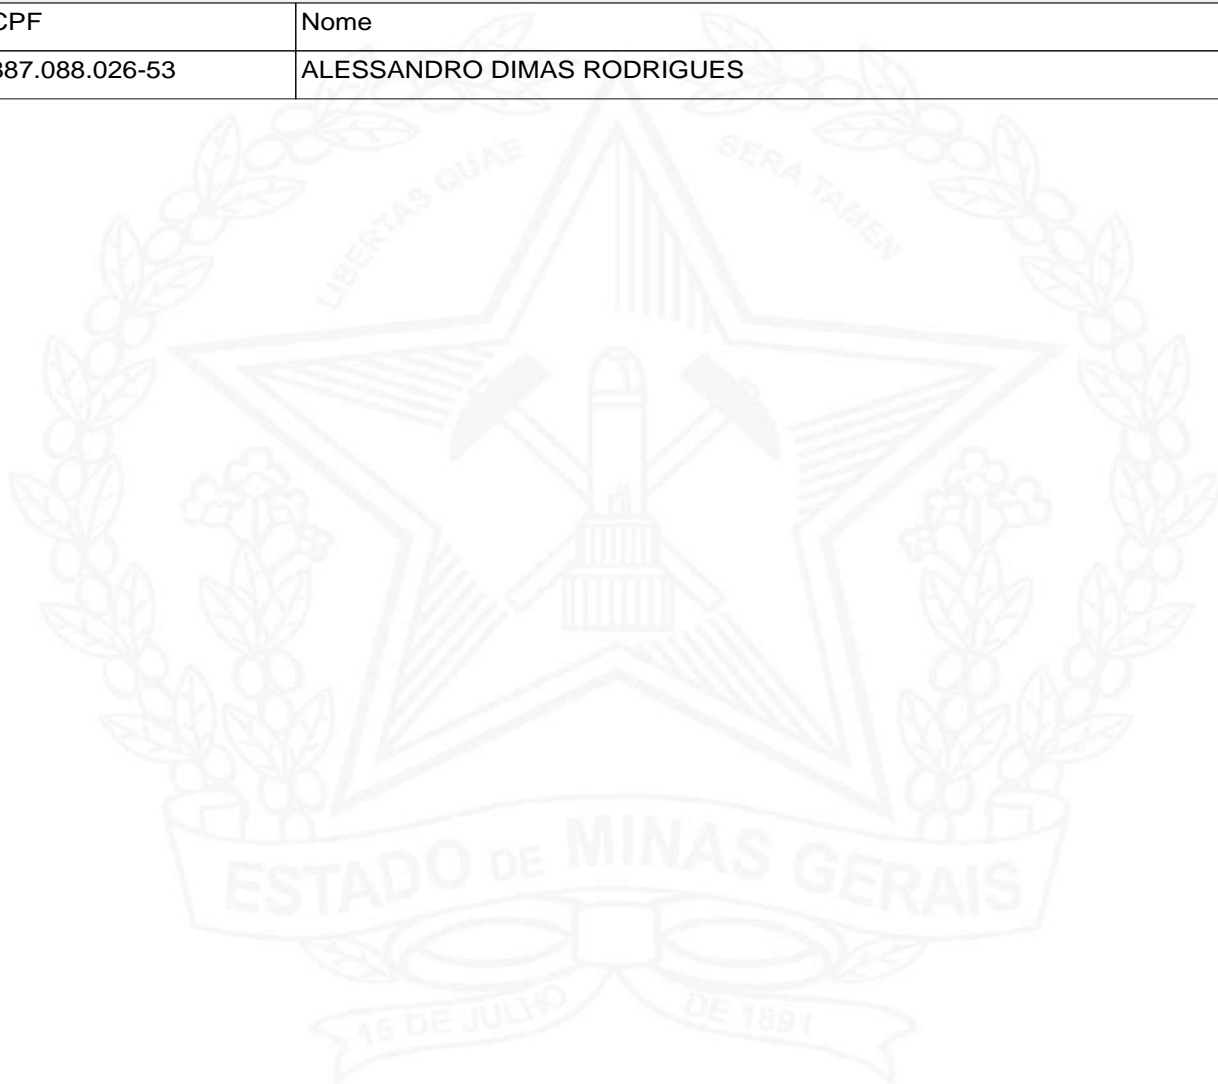 CPF Nome
887.088.026-53 ALESSANDRO DIMAS RODRIGUES
LIBERTAS QUAE SERA TAMEN
ESTADO DE MINAS GERAIS
15 DE JULHO DE 1891